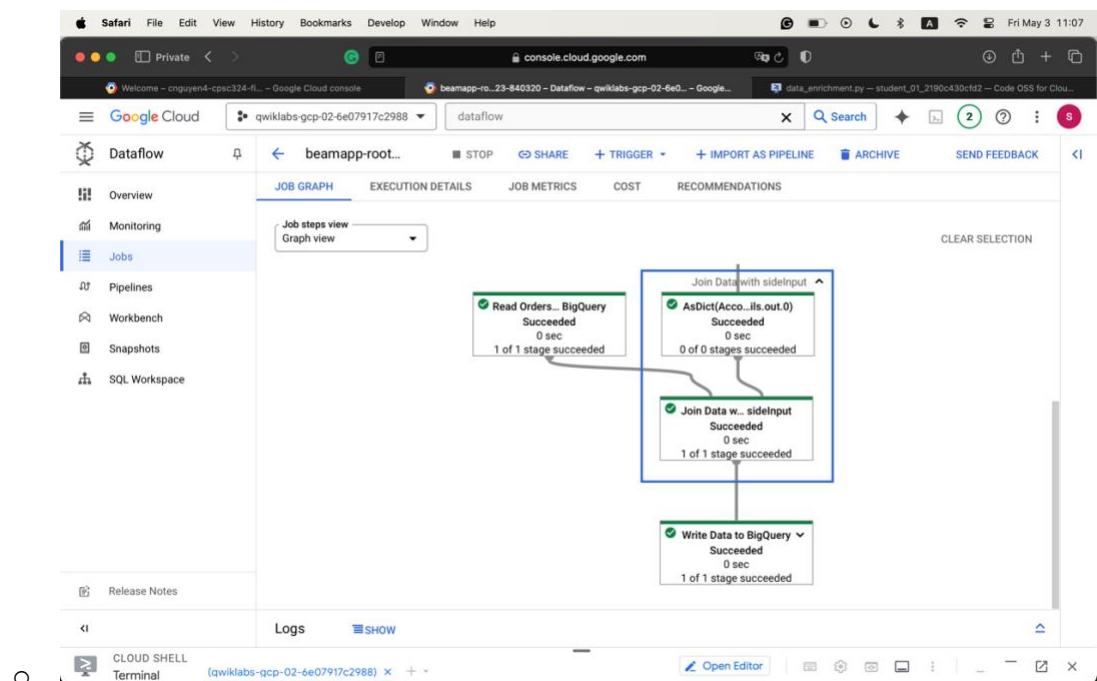 Safari File Edit View History Bookmarks Develop Window Help A Fri May 3 11:07
Private console.cloud.google.com
Welcome – cnguyen4-cpsc324-fi... – Google Cloud console beamapp-ro...23-840320 – Dataflow – qwiklabs-gcp-02-6e0... – Google... data_enrichment.py — student_01_2190c430cfd2 — Code OSS for Clou...
Google Cloud qwiklabs-gcp-02-6e07917c2988 dataflow Search 2 S
Dataflow beamapp-root... STOP SHARE + TRIGGER + IMPORT AS PIPELINE ARCHIVE SEND FEEDBACK
JOB GRAPH EXECUTION DETAILS JOB METRICS COST RECOMMENDATIONS
Overview
Monitoring
Jobs
Pipelines
Workbench
Snapshots
SQL Workspace
Release Notes
Job steps view
Graph view
CLEAR SELECTION
Join Data with sideInput
Read Orders... BigQuery
Succeeded
0 sec
1 of 1 stage succeeded
AsDict(Acco...ils.out.0)
Succeeded
0 sec
0 of 0 stages succeeded
Join Data w... sideInput
Succeeded
0 sec
1 of 1 stage succeeded
Write Data to BigQuery
Succeeded
0 sec
1 of 1 stage succeeded
Logs SHOW
CLOUD SHELL
Terminal (qwiklabs-gcp-02-6e07917c2988) × + Open Editor